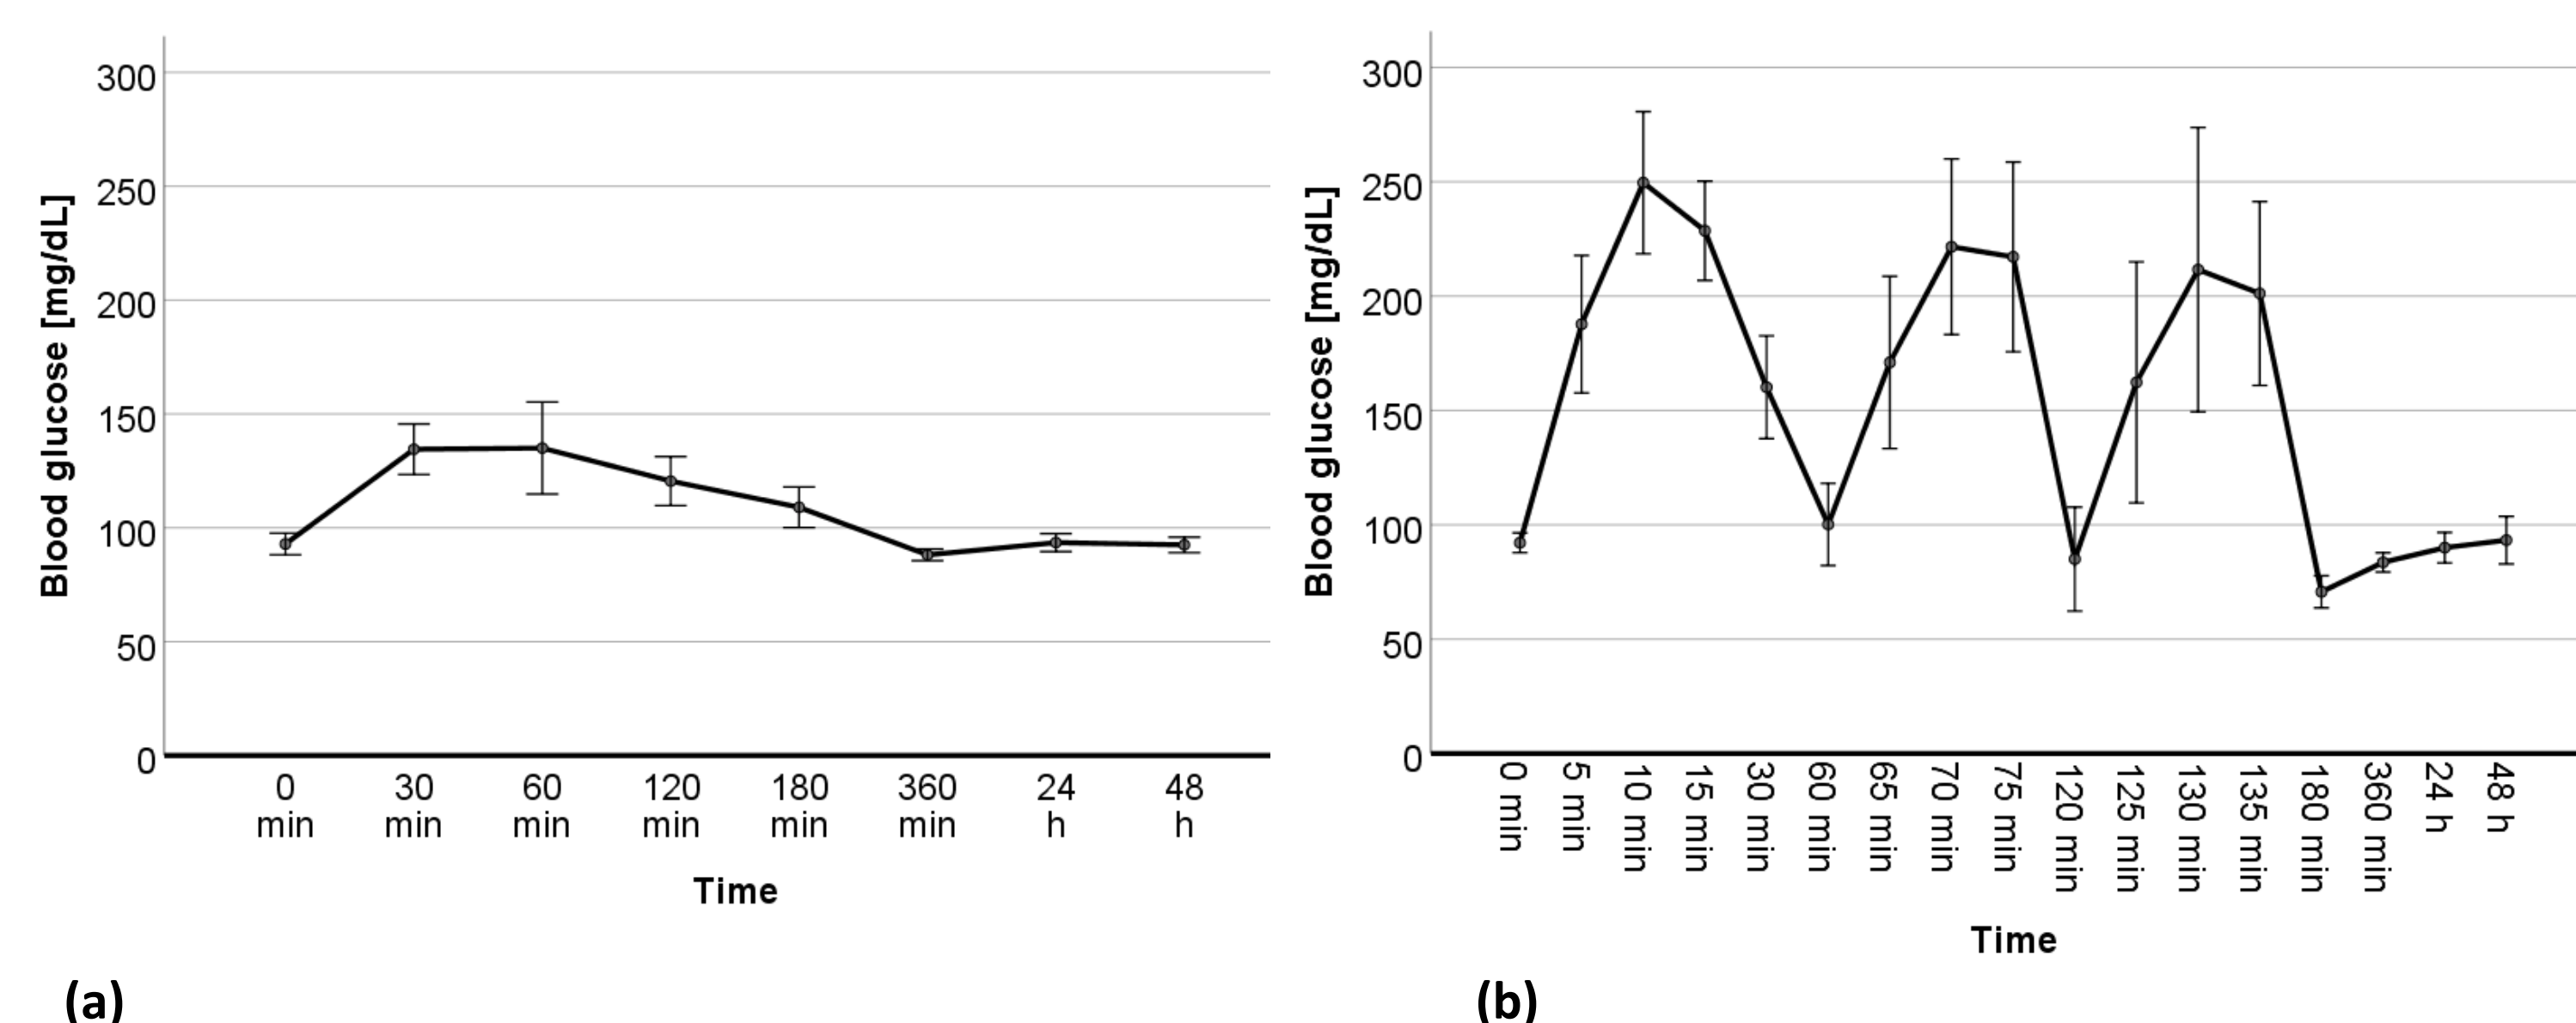 Blood glucose [mg/dL]
300
250
200
150
100
50
0
0 min
30 min
60 min
120 min
180 min
360 min
24 h
48 h
Time
(a)
Blood glucose [mg/dL]
300
250
200
150
100
50
0
0 min
5 min
10 min
15 min
30 min
60 min
65 min
70 min
75 min
120 min
125 min
130 min
135 min
180 min
360 min
24 h
48 h
Time
(b)